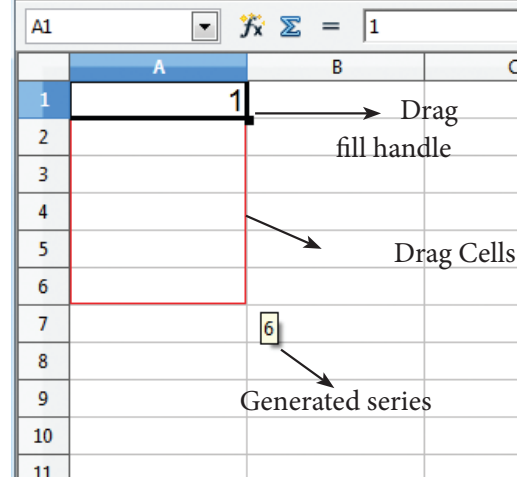 A1 fx Σ = 1
A B C
1 1
Drag
fill handle
2
3
4
5
Drag Cells
6
7
6
8
9
Generated series
10
11